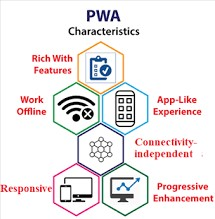 PWA
Characteristics
Rich With
Features
Work
Offline
App-Like
Experience
Connectivity-
independent
Responsive
Progressive
Enhancement